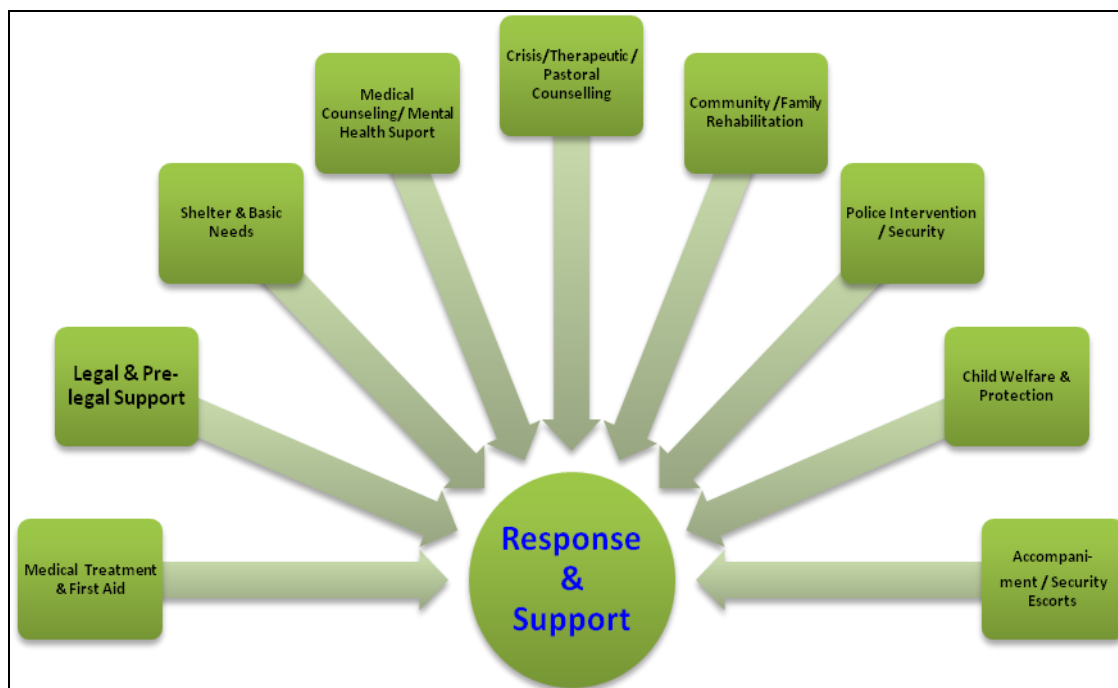 Crisis/Therapeutic /
Pastoral
Counselling
Medical
Counseling/ Mental
Health Suport
Community /Family
Rehabilitation
Shelter & Basic
Needs
Police Intervention
/ Security
Legal & Pre-
legal Support
Child Welfare &
Protection
Medical Treatment
& First Aid
Response
&
Support
Accompani-
ment / Security
Escorts